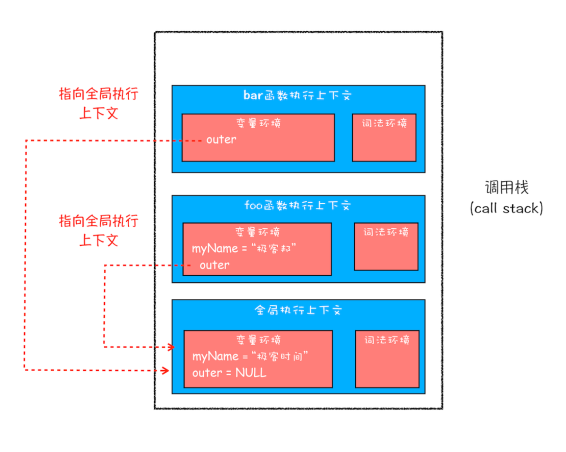 bar函数执行上下文
指向全局执行
上下文
变量环境
词法环境
outer
调用栈
(call stack)
foo函数执行上下文
指向全局执行
上下文
变量环境
词法环境
myName = "极客邦"
outer
全局执行上下文
变量环境
词法环境
myName = "极客时间"
outer = NULL